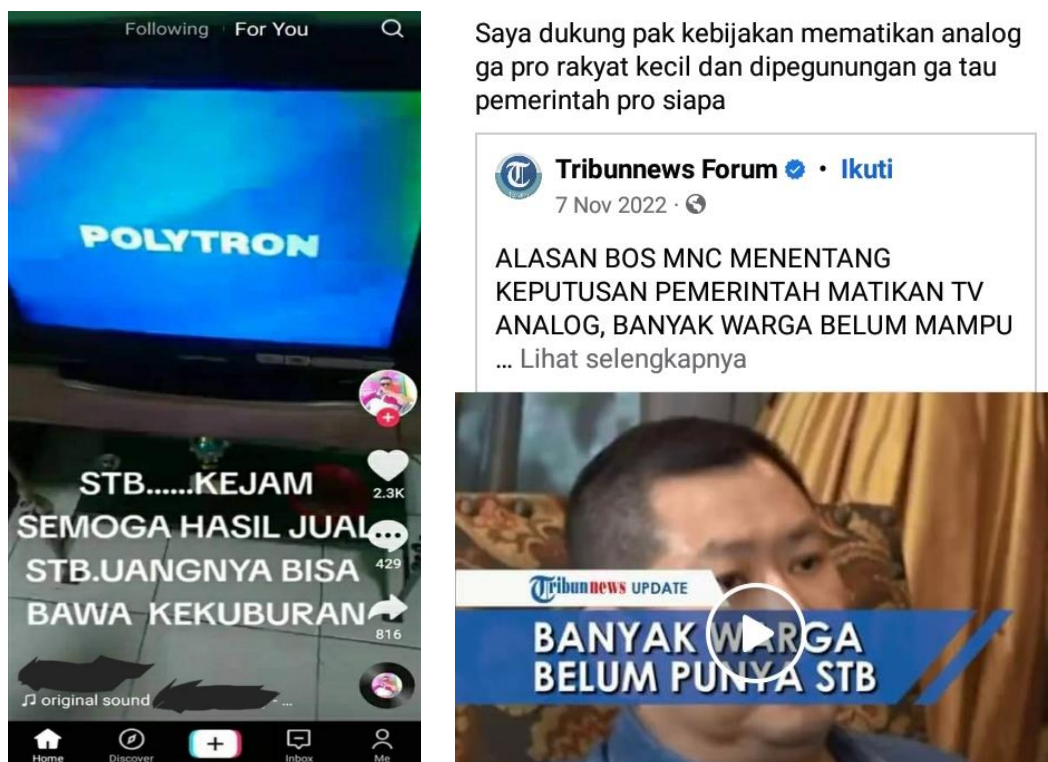 Following
For You
POLYTRON
STB......KEJAM
SEMOGA HASIL JUAL
STB.UANGNYA BISA
BAWA KEKUBURAN
2.3K
429
816
original sound
- ...
Home
Discover
Inbox
Me
Saya dukung pak kebijakan mematikan analog
ga pro rakyat kecil dan dipegunungan ga tau
pemerintah pro siapa
Tribunnews Forum • Ikuti
7 Nov 2022 ·
ALASAN BOS MNC MENENTANG
KEPUTUSAN PEMERINTAH MATIKAN TV
ANALOG, BANYAK WARGA BELUM MAMPU
... Lihat selengkapnya
Tribunnews UPDATE
BANYAK WARGA
BELUM PUNYA STB